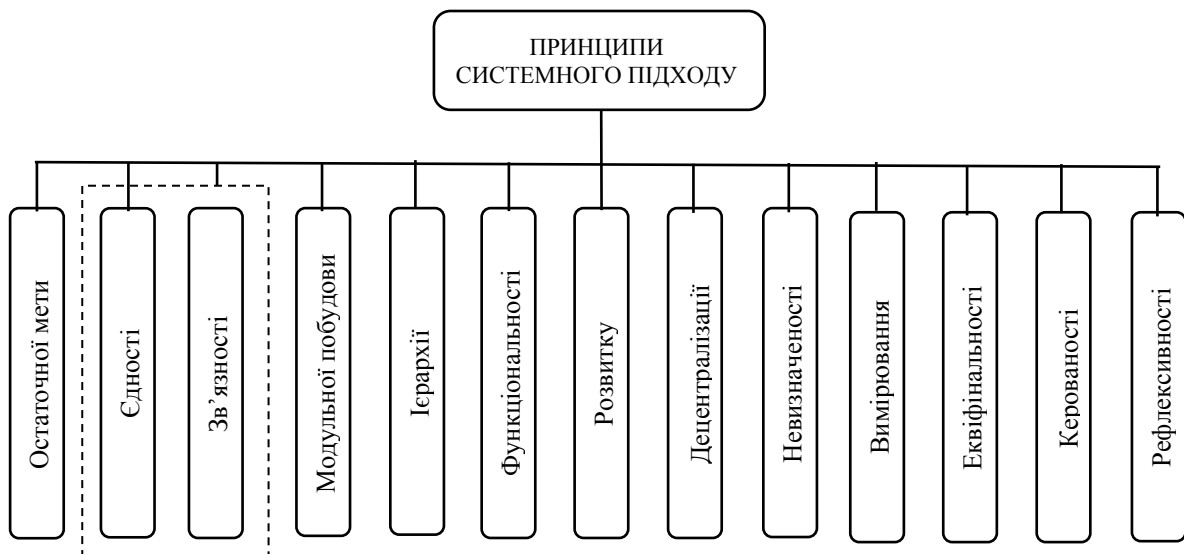 ПРИНЦИПИ
СИСТЕМНОГО ПІДХОДУ
Остаточної мети
Єдності
Зв’язності
Модульної побудови
Ієрархії
Функціональності
Розвитку
Децентралізації
Невизначеності
Вимірювання
Еквіфінальності
Керованості
Рефлексивності